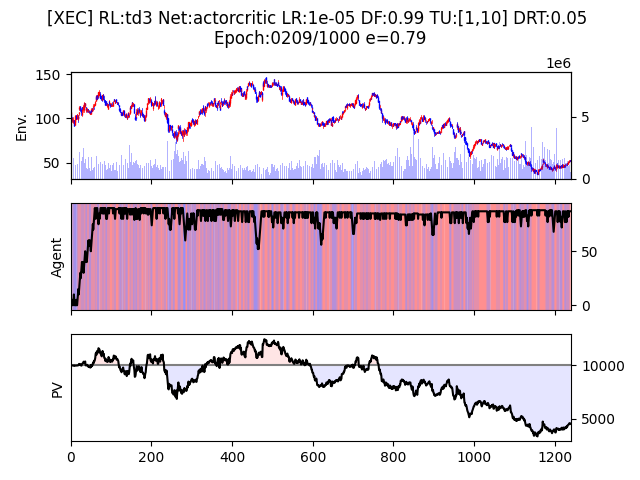 [XEC] RL:td3 Net:actorcritic LR:1e-05 DF:0.99 TU:[1,10] DRT:0.05
Epoch:0209/1000 e=0.79
1e6
150
100
50
Env.
5
0
Agent
50
0
PV
10000
5000
0 200 400 600 800 1000 1200